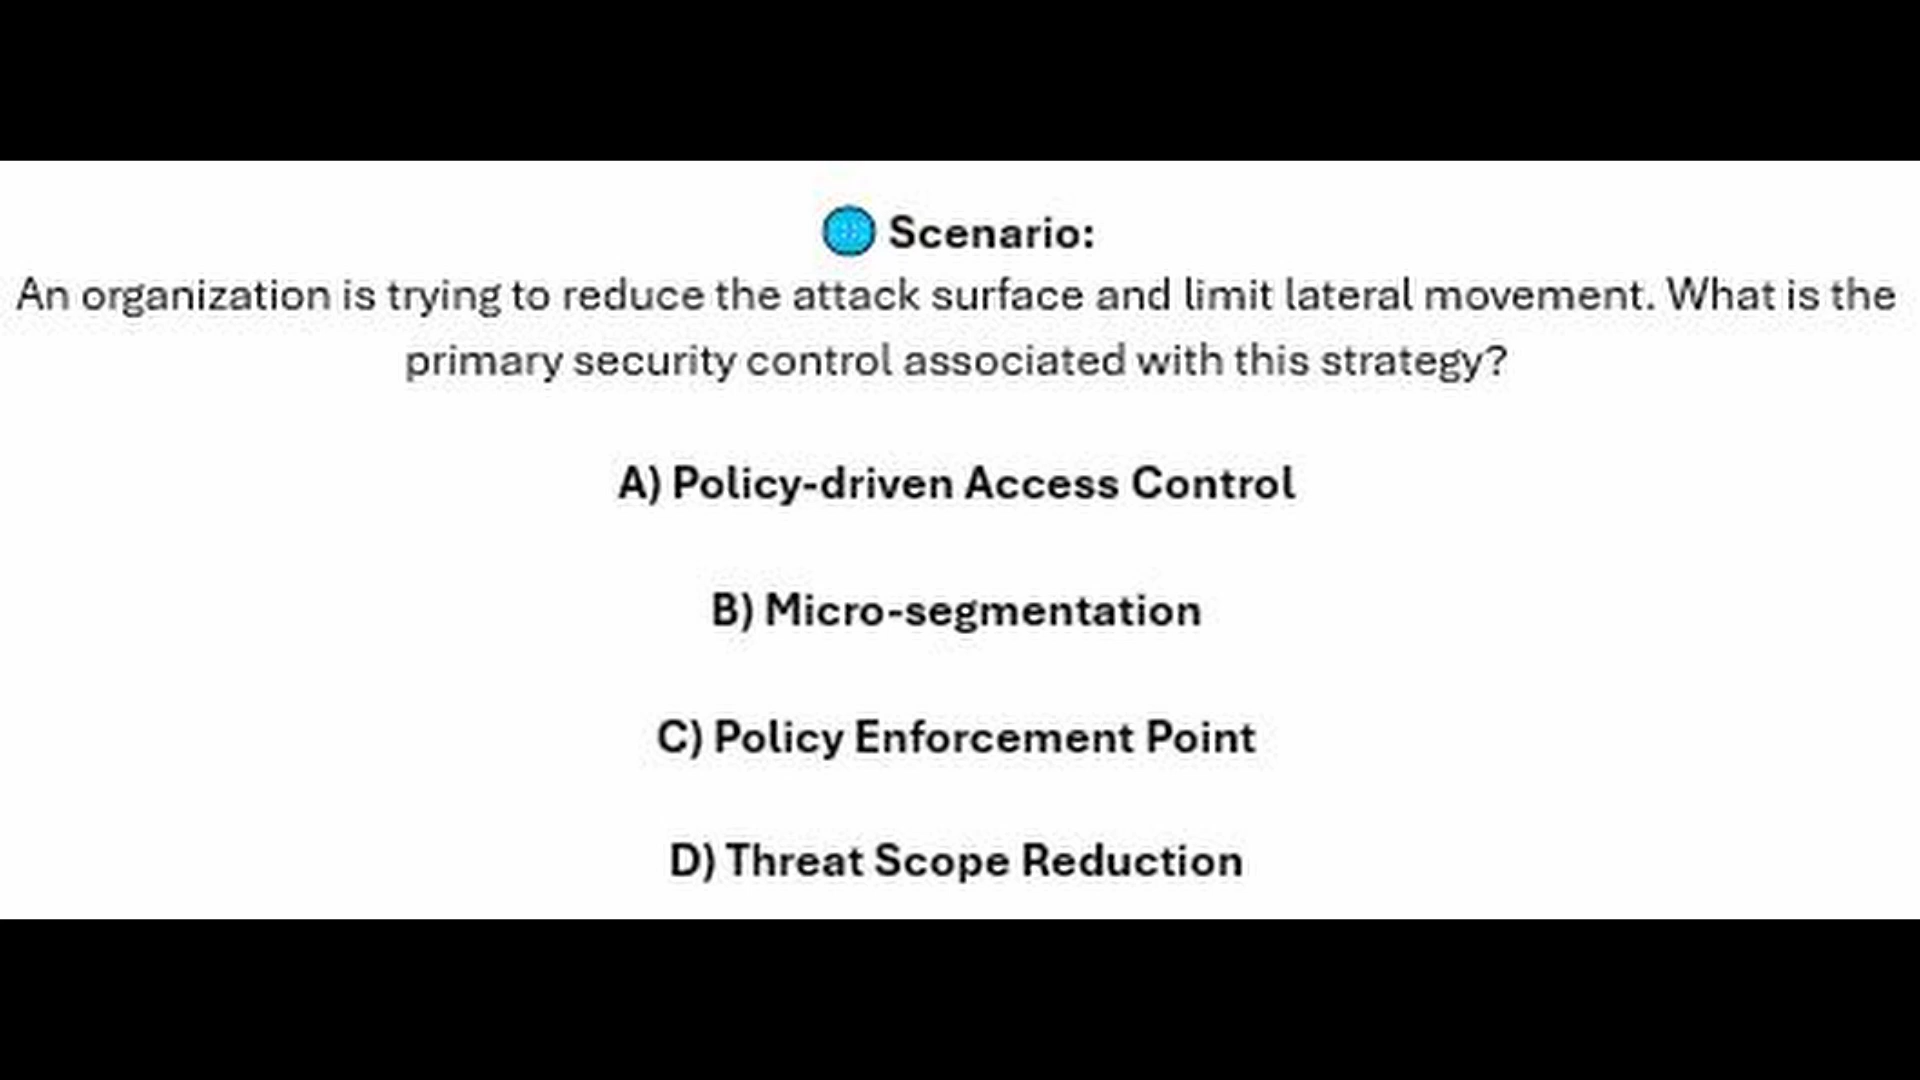 Scenario:
An organization is trying to reduce the attack surface and limit lateral movement. What is the
primary security control associated with this strategy?
A) Policy-driven Access Control
B) Micro-segmentation
C) Policy Enforcement Point
D) Threat Scope Reduction